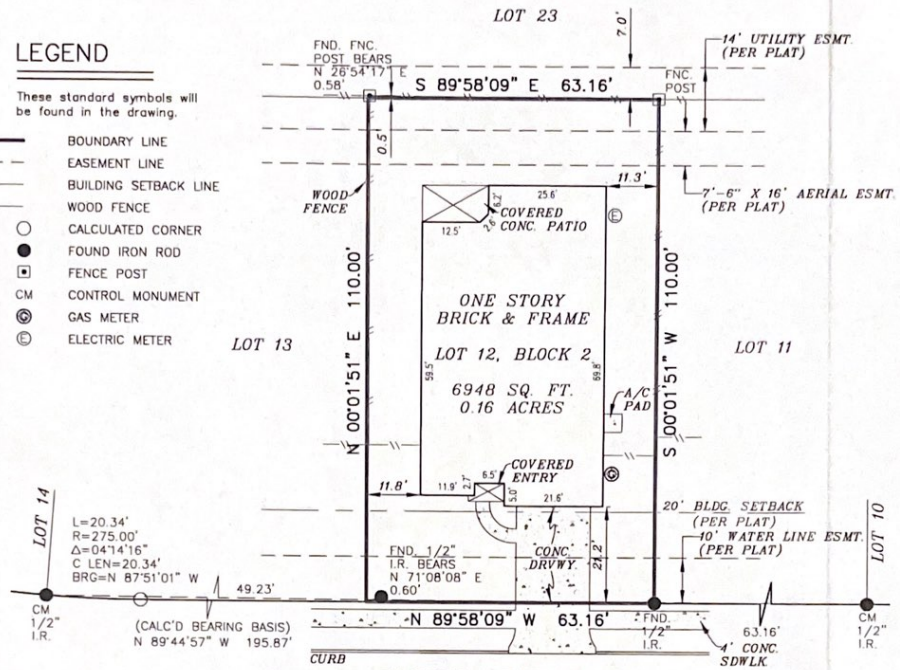 LOT 23
7.0'
14' UTILITY ESMT.
(PER PLAT)
LEGEND
These standard symbols will
be found in the drawing.
BOUNDARY LINE
EASEMENT LINE
BUILDING SETBACK LINE
WOOD FENCE
CALCULATED CORNER
FOUND IRON ROD
FENCE POST
CM CONTROL MONUMENT
G GAS METER
E ELECTRIC METER
FND. FNC.
POST BEARS
N 26°54'17" E
0.58'
S 89°58'09" E 63.16'
FNC.
POST
0.5'
WOOD
FENCE
11.3'
7'-6" X 16' AERIAL ESMT.
(PER PLAT)
25.6'
6.2'
2.6'
12.5'
COVERED
CONC. PATIO
E
N 00°01'51" E 110.00'
S 00°01'51" W 110.00'
ONE STORY
BRICK & FRAME
LOT 12, BLOCK 2
6948 SQ. FT.
0.16 ACRES
59.5'
69.8'
LOT 13
LOT 11
A/C
PAD
G
COVERED
ENTRY
6.5'
11.8'
11.9'
2.7'
5.0'
21.6'
20' BLDG. SETBACK
(PER PLAT)
10' WATER LINE ESMT.
(PER PLAT)
LOT 14
LOT 10
L=20.34'
R=275.00'
Δ=04°14'16"
C LEN=20.34'
BRG=N 87°51'01" W
FND. 1/2"
I.R. BEARS
N 71°08'08" E
0.60'
CONC.
DRVWY.
21.2'
49.23'
CM
1/2"
I.R.
(CALC'D BEARING BASIS)
N 89°44'57" W 195.87'
N 89°58'09" W 63.16'
FND.
1/2"
I.R.
63.16'
4' CONC.
SDWLK.
CM
1/2"
I.R.
CURB